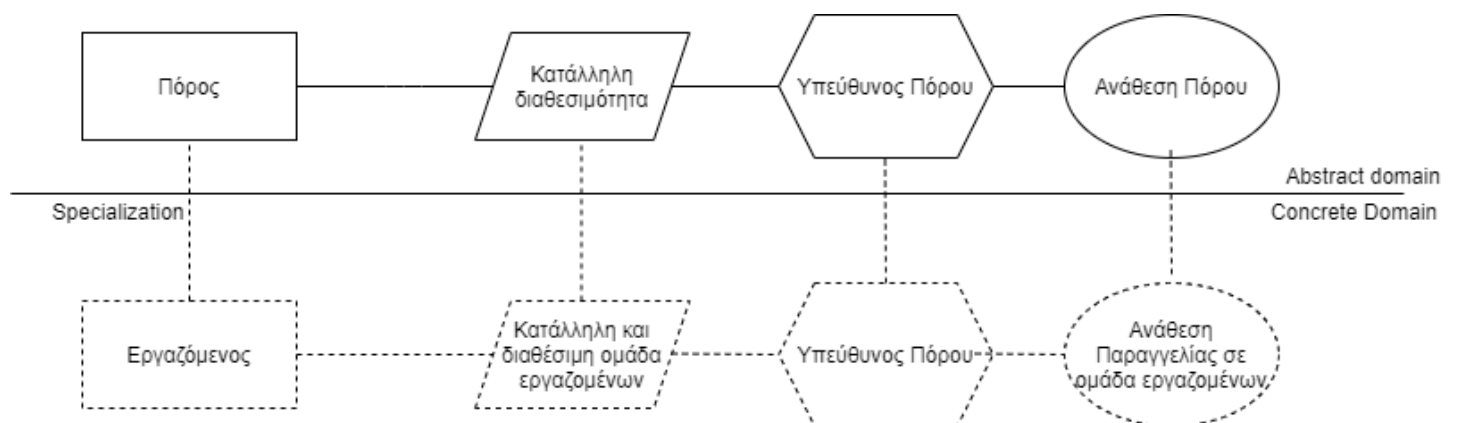 Πόρος
Κατάλληλη
διαθεσιμότητα
Υπεύθυνος Πόρου
Ανάθεση Πόρου
Abstract domain
Specialization
Concrete Domain
Εργαζόμενος
Κατάλληλη και
διαθέσιμη ομάδα
εργαζομένων
Υπεύθυνος Πόρου
Ανάθεση
Παραγγελίας σε
ομάδα εργαζομένων